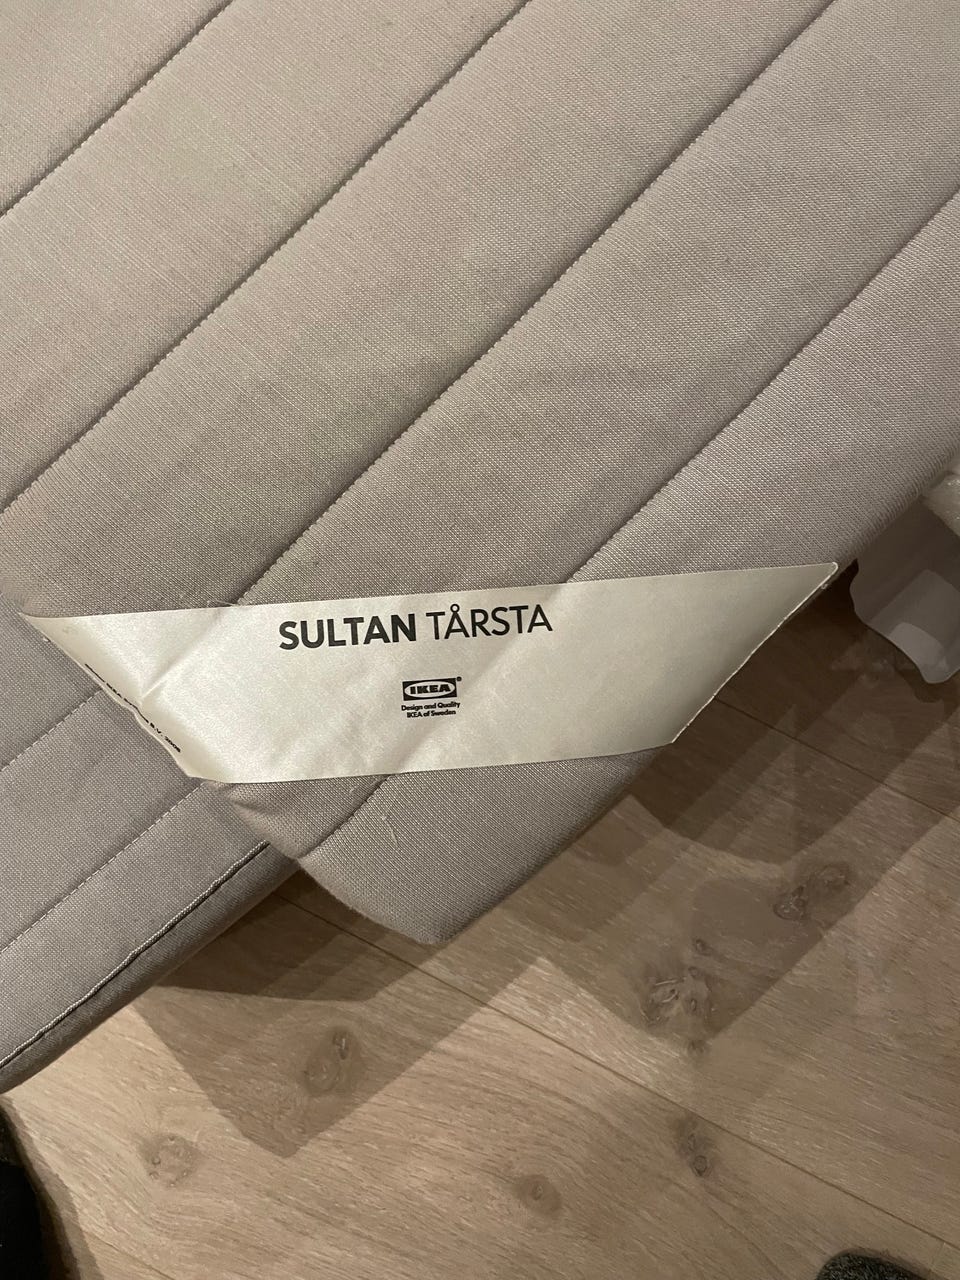 SULTAN TÅRSTA
IKEA®
Design and Quality
IKEA of Sweden